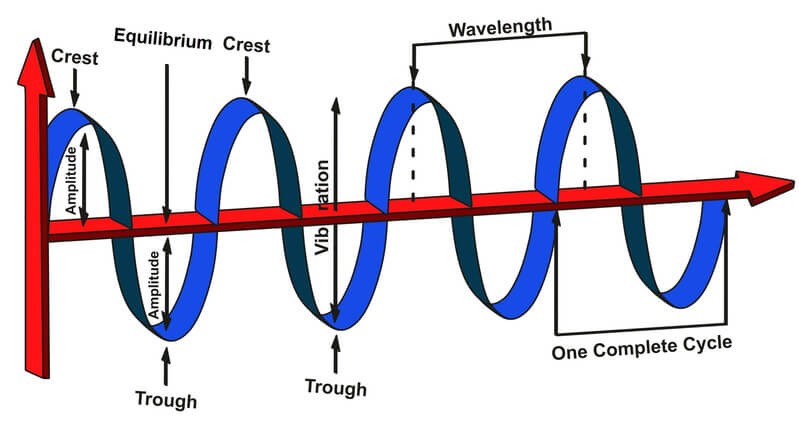 Wavelength
Equilibrium
Crest
Crest
Amplitude
Vibration
Amplitude
One Complete Cycle
Trough
Trough